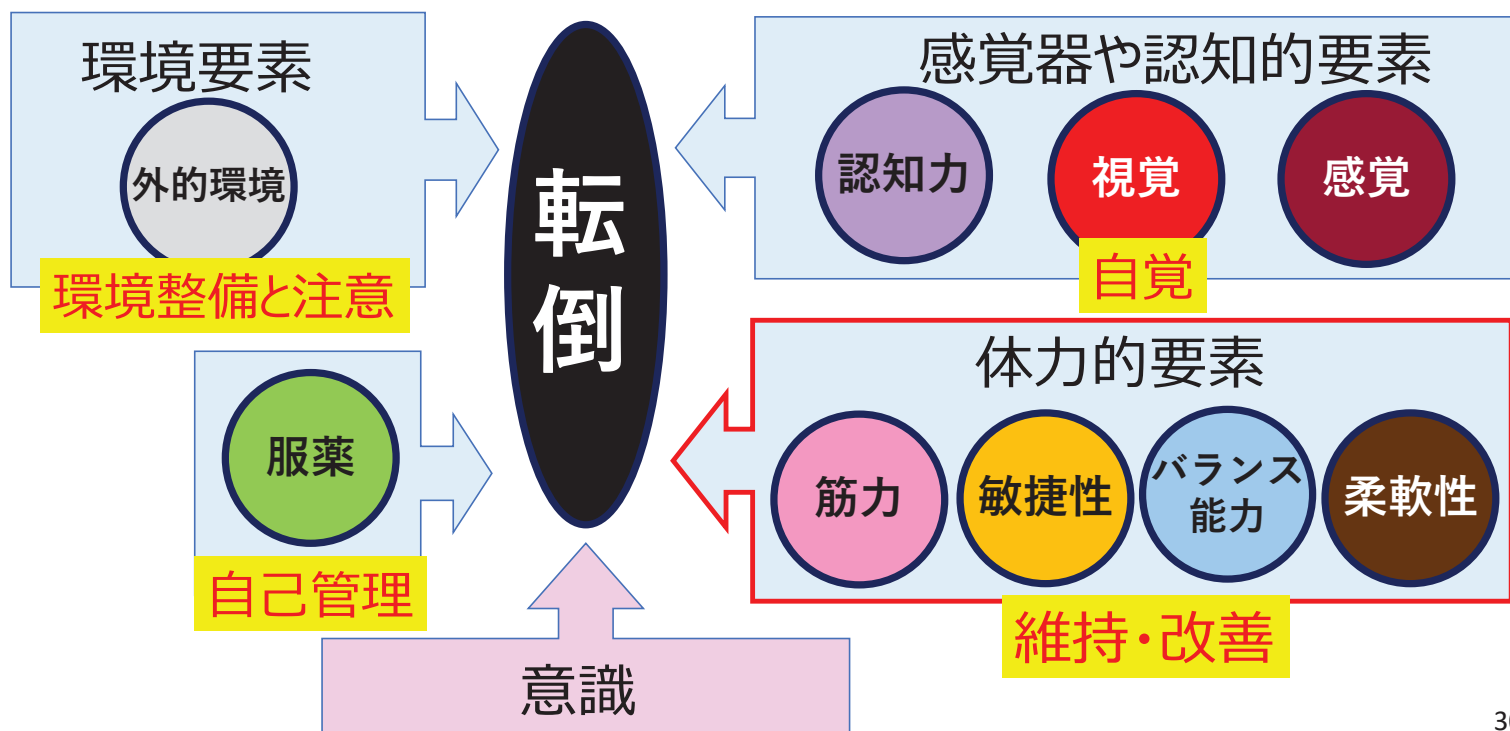 環境要素
外的環境
環境整備と注意
服薬
自己管理
転倒
感覚器や認知的要素
認知力
視覚
感覚
自覚
体力的要素
筋力
敏捷性
バランス
能力
柔軟性
維持・改善
意識